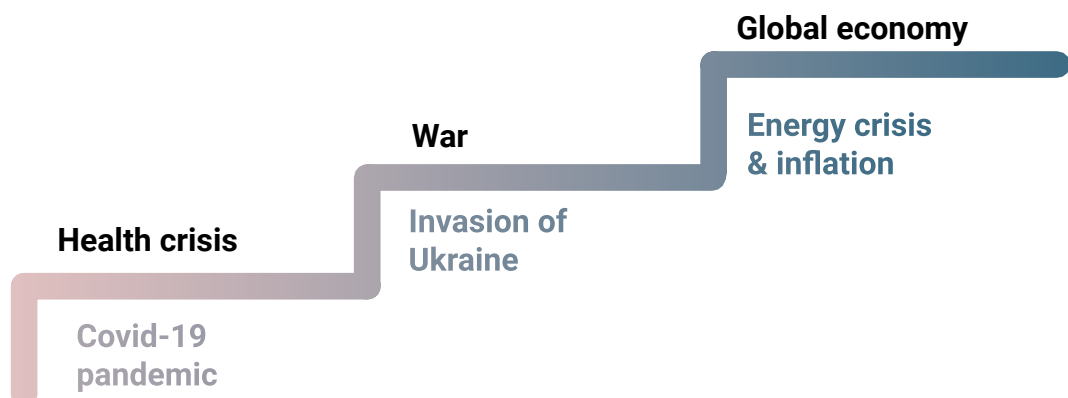 Global economy
Energy crisis
& inflation
War
Invasion of
Ukraine
Health crisis
Covid-19
pandemic